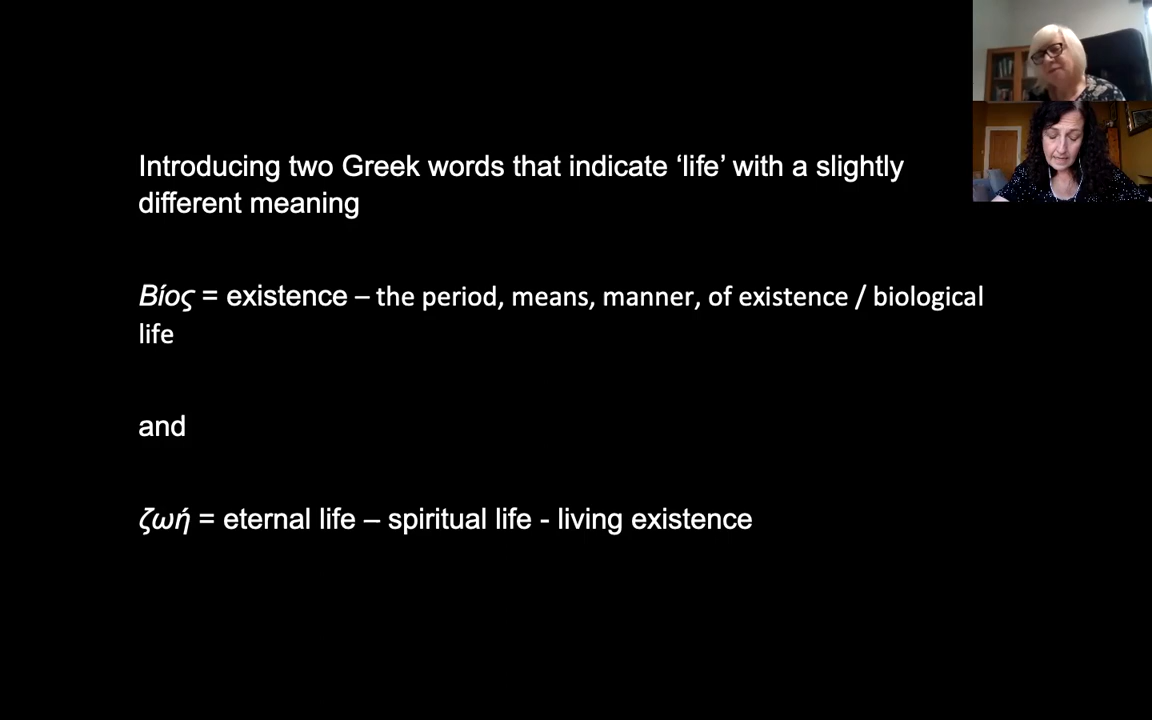 Introducing two Greek words that indicate ‘life’ with a slightly
different meaning
Βίος = existence – the period, means, manner, of existence / biological
life
and
ζωή = eternal life – spiritual life - living existence